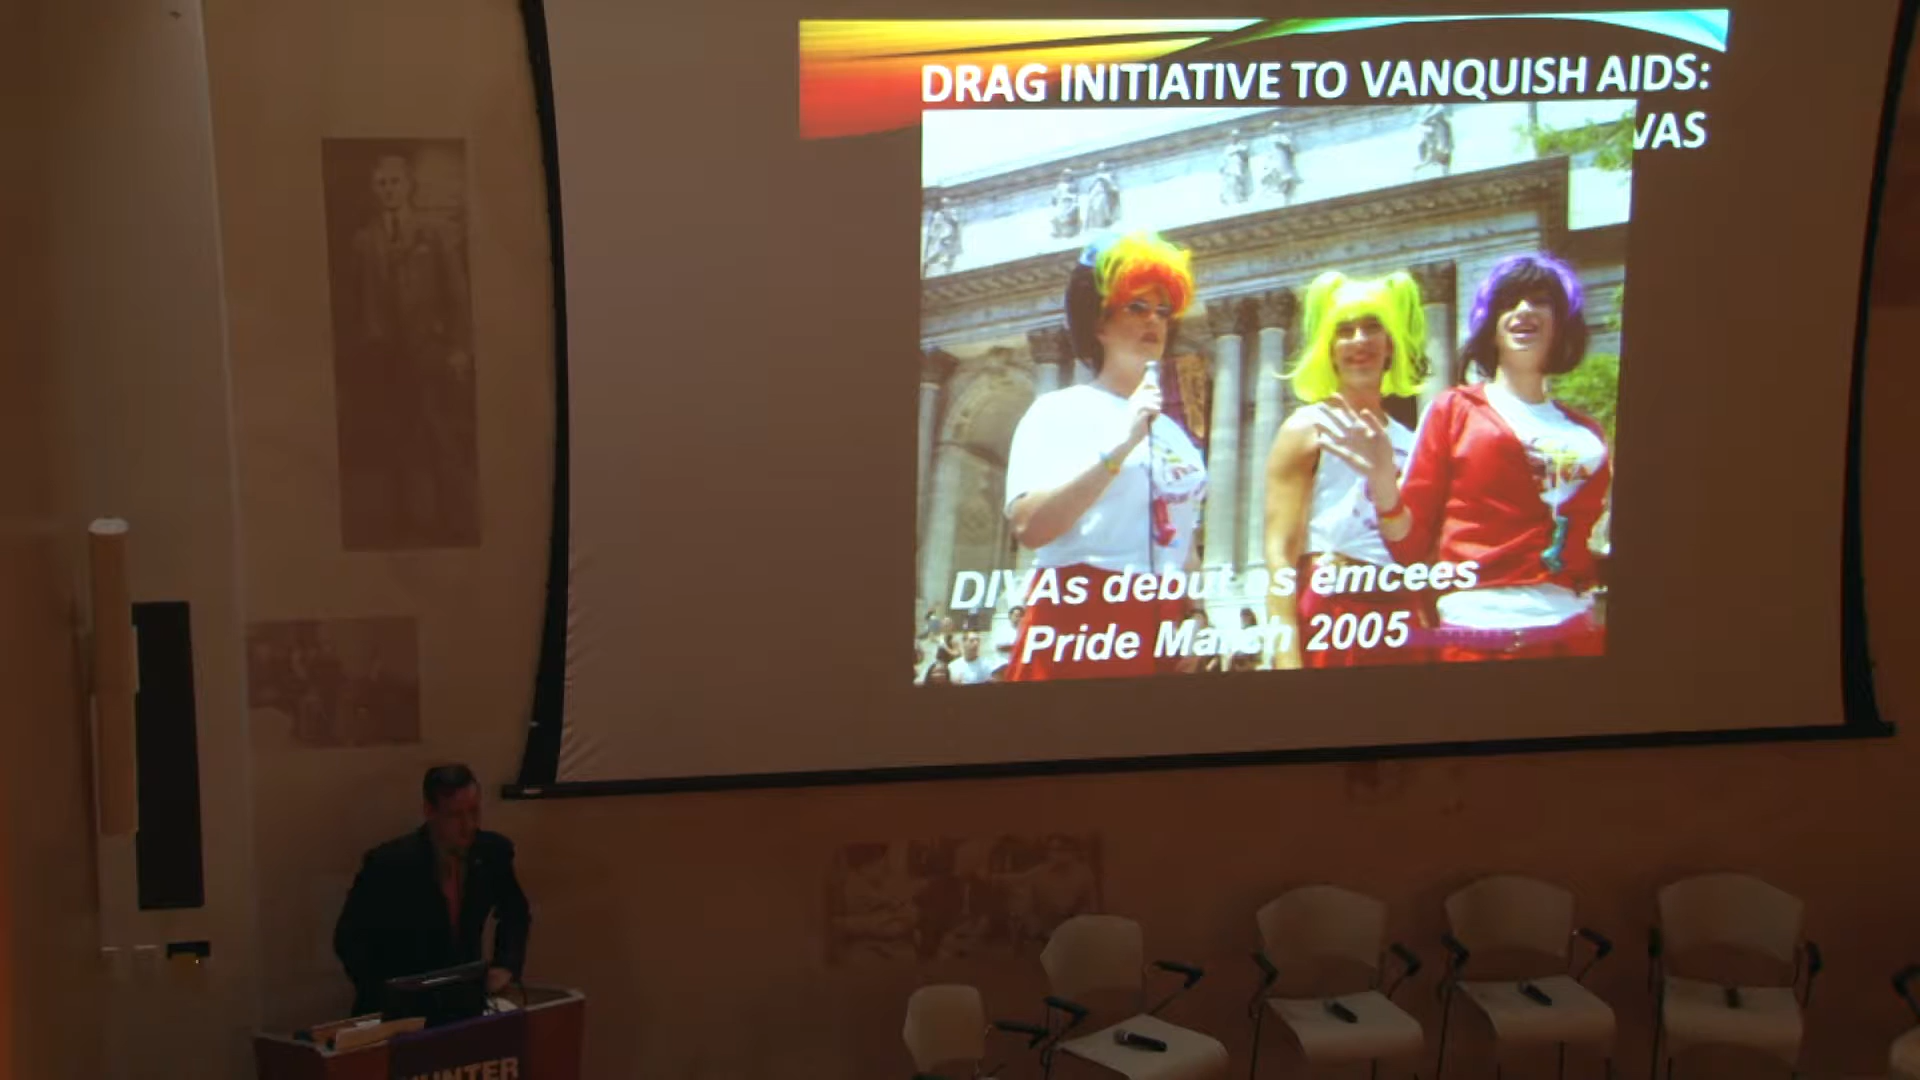 DRAG INITIATIVE TO VANQUISH AIDS:
VAS
DIVAs debut as emcees
Pride March 2005
HUNTER